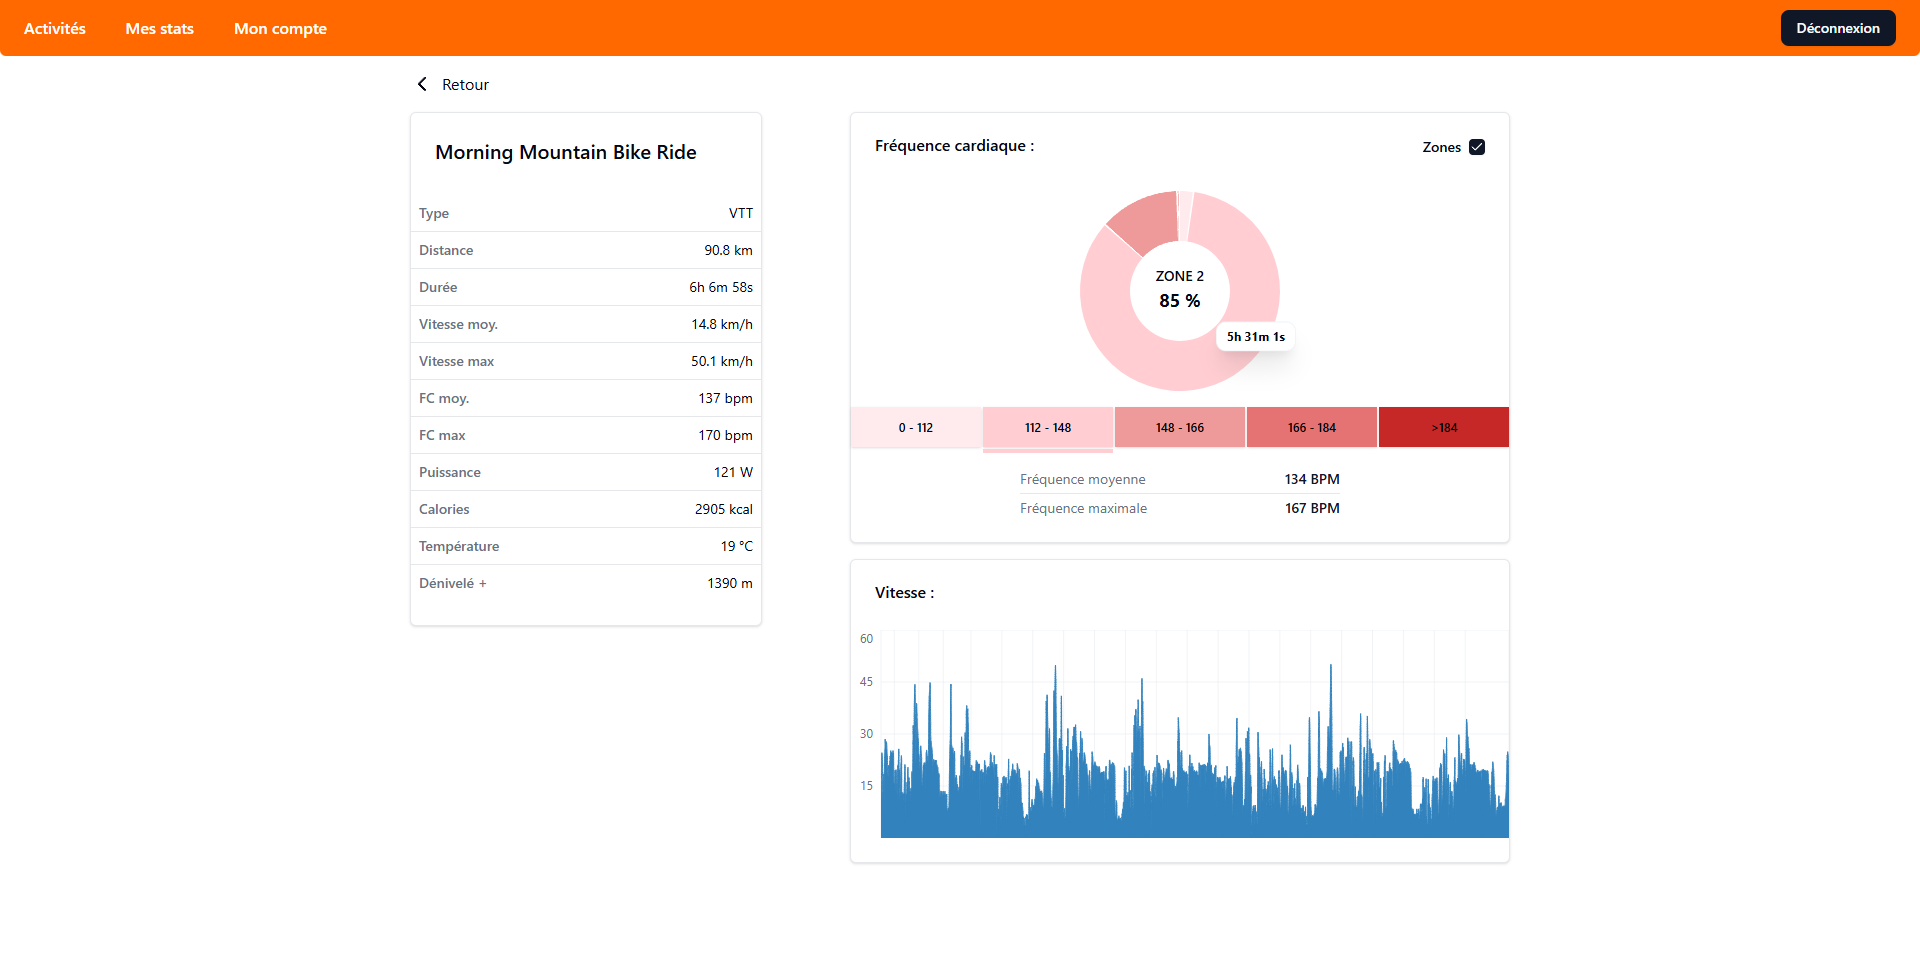 Activités Mes stats Mon compte Déconnexion
Retour
Morning Mountain Bike Ride
Type VTT
Distance 90.8 km
Durée 6h 6m 58s
Vitesse moy. 14.8 km/h
Vitesse max 50.1 km/h
FC moy. 137 bpm
FC max 170 bpm
Puissance 121 W
Calories 2905 kcal
Température 19 °C
Dénivelé + 1390 m
Fréquence cardiaque : Zones
ZONE 2
85 %
5h 31m 1s
0 - 112 112 - 148 148 - 166 166 - 184 >184
Fréquence moyenne 134 BPM
Fréquence maximale 167 BPM
Vitesse :
60
45
30
15